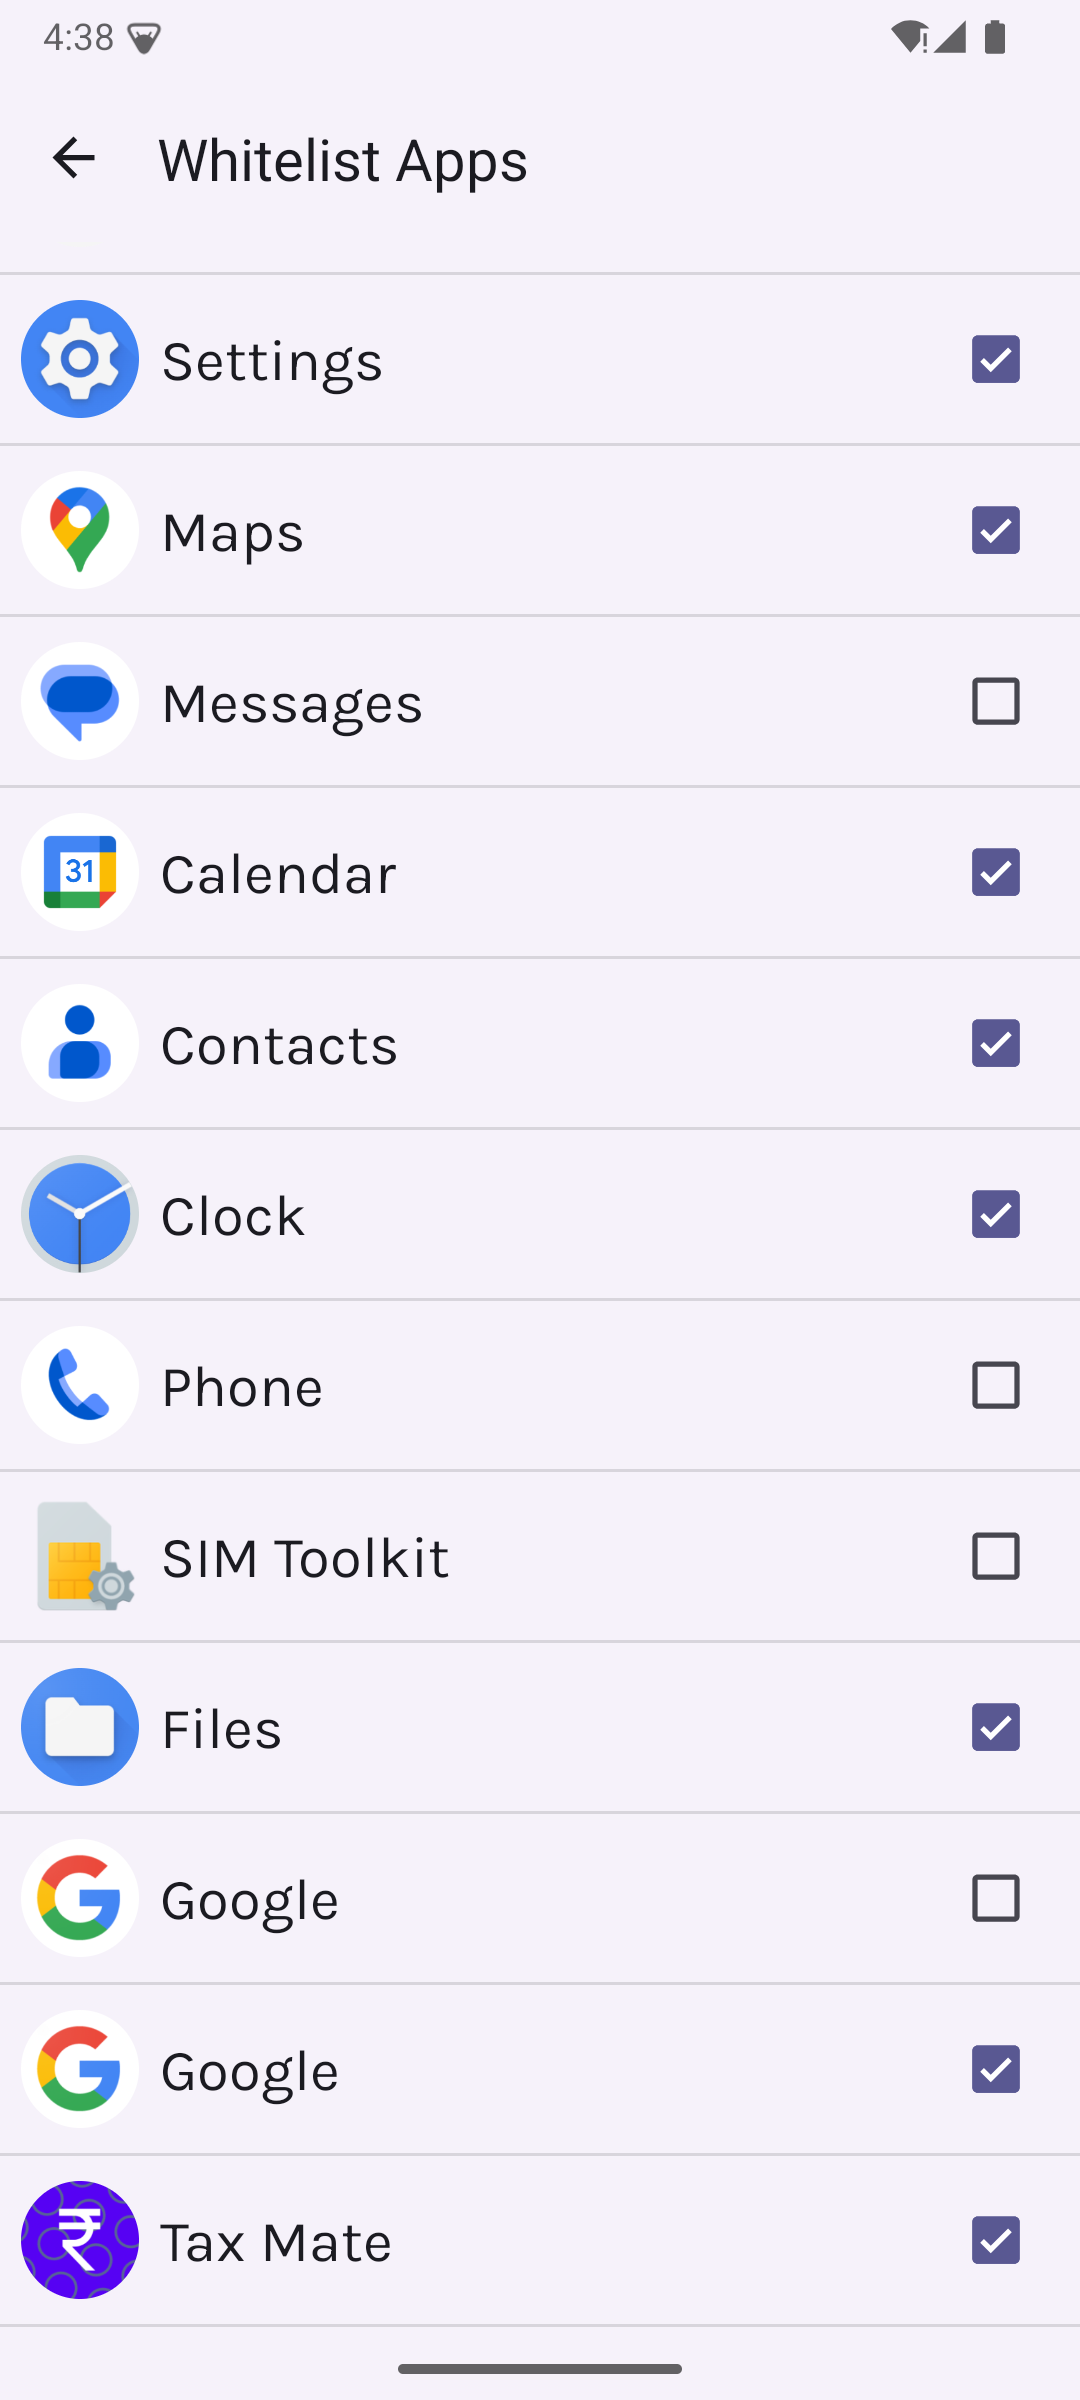 4:38
Whitelist Apps
Settings
Maps
Messages
31
Calendar
Contacts
Clock
Phone
SIM Toolkit
Files
Google
Google
₹
Tax Mate